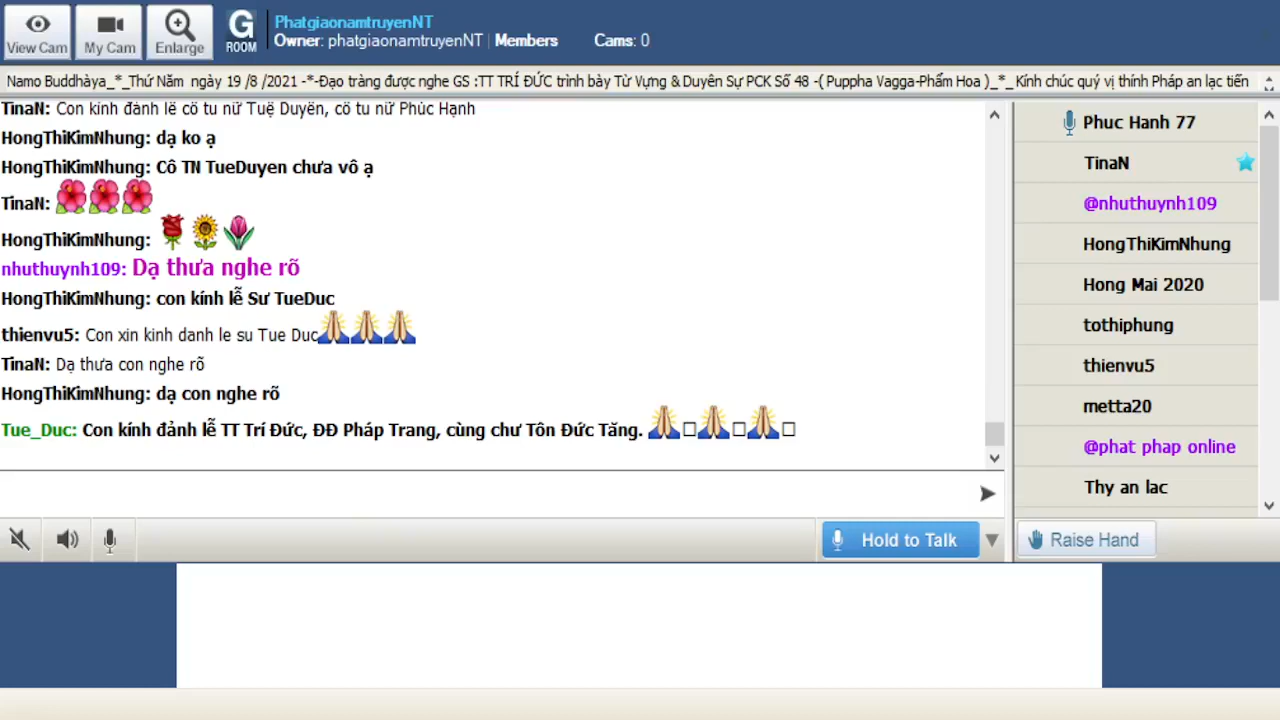 View Cam
My Cam
Enlarge
G
ROOM
PhatgiaonamtruyenNT
Owner: phatgiaonamtruyenNT | Members
Cams: 0
Namo Buddhàya_*_Thứ Năm ngày 19 /8 /2021 -*-Đạo tràng được nghe GS :TT TRÍ ĐỨC trình bày Từ Vựng & Duyên Sự PCK Số 48 -( Puppha Vagga-Phẩm Hoa )_*_Kính chúc quý vị thính Pháp an lạc tiến
TinaN: Con kính đảnh lễ cô tu nữ Tuệ Duyên, cô tu nữ Phúc Hạnh
HongThiKimNhung: dạ ko ạ
HongThiKimNhung: Cô TN TueDuyen chưa vô ạ
TinaN:
HongThiKimNhung:
nhuthuynh109: Dạ thưa nghe rõ
HongThiKimNhung: con kính lễ Sư TueDuc
thienvu5: Con xin kinh danh le su Tue Duc
TinaN: Dạ thưa con nghe rõ
HongThiKimNhung: dạ con nghe rõ
Tue_Duc: Con kính đảnh lễ TT Trí Đức, ĐĐ Pháp Trang, cùng chư Tôn Đức Tăng.
Phuc Hanh 77
TinaN
@nhuthuynh109
HongThiKimNhung
Hong Mai 2020
tothiphung
thienvu5
metta20
@phat phap online
Thy an lac
Hold to Talk
Raise Hand